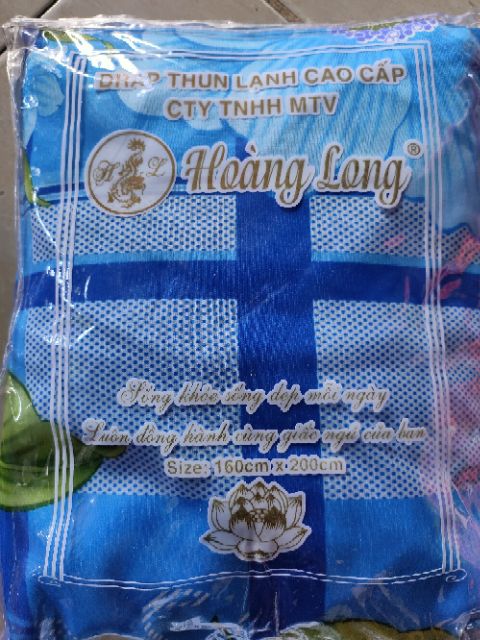 DRAP THUN LẠNH CAO CẤP
CTY TNHH MTV
H L Hoàng Long®
Sống khỏe sống đẹp mỗi ngày
Luôn đồng hành cùng giấc ngủ của bạn
Size: 160cm x 200cm